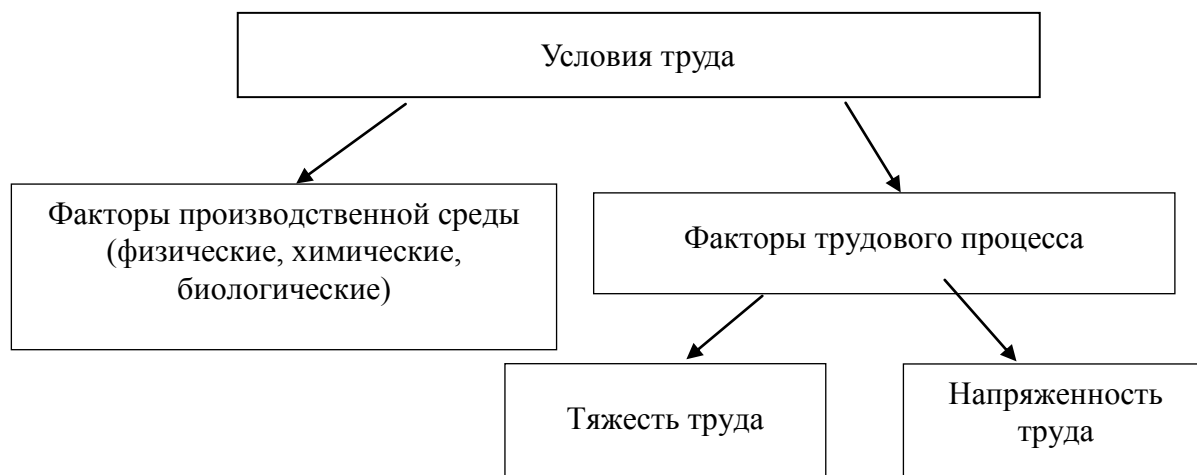 Условия труда
Факторы производственной среды
(физические, химические,
биологические)
Факторы трудового процесса
Тяжесть труда
Напряженность
труда